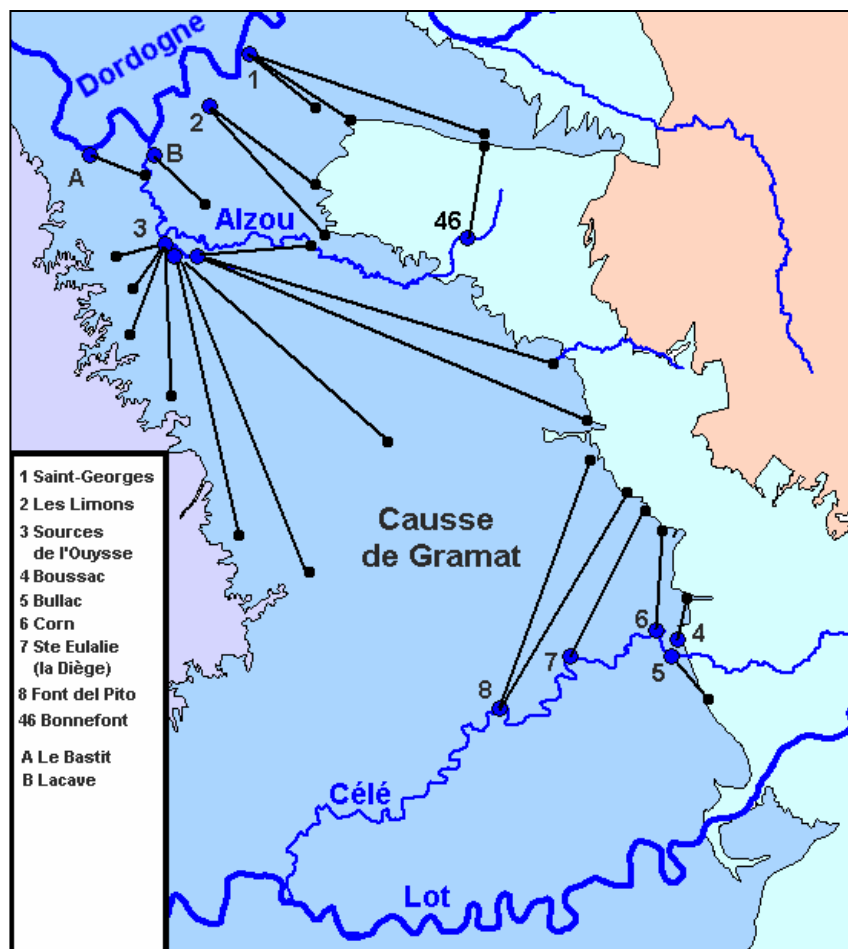 Dordogne
1
2
A
B
Alzou
3
46
Causse
de Gramat
6
4
7
5
8
Célé
Lot
1 Saint-Georges
2 Les Limons
3 Sources
de l'Ouysse
4 Boussac
5 Bullac
6 Corn
7 Ste Eulalie
(la Diège)
8 Font del Pito
46 Bonnefont
A Le Bastit
B Lacave